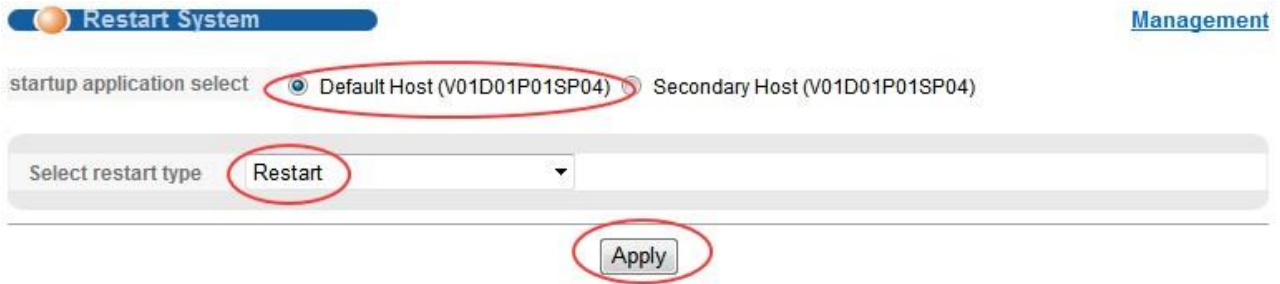 Restart System
Management
startup application select Default Host (V01D01P01SP04) Secondary Host (V01D01P01SP04)
Select restart type Restart
Apply